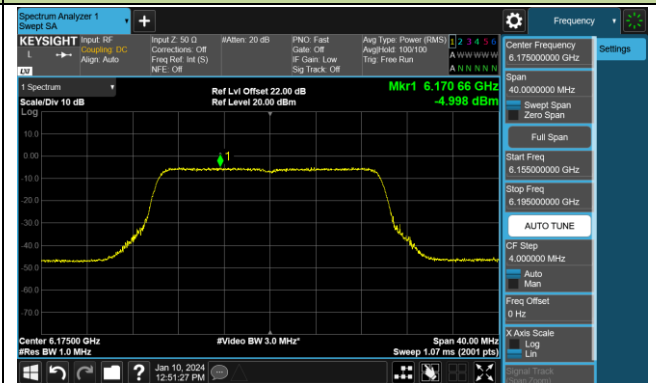 Spectrum Analyzer 1
Swept SA
Frequency
KEYSIGHT
L
LXI
Input: RF
Coupling: DC
Align: Auto
Input Z: 50 Ω
Corrections: Off
Freq Ref: Int (S)
NFE: Off
#Atten: 20 dB
PNO: Fast
Gate: Off
IF Gain: Low
Sig Track: Off
Avg Type: Power (RMS)
Avg|Hold: 100/100
Trig: Free Run
1 2 3 4 5 6
A W W W W W
A N N N N N
1 Spectrum
Scale/Div 10 dB
Log
Ref Lvl Offset 22.00 dB
Ref Level 20.00 dBm
Mkr1 6.170 66 GHz
-4.998 dBm
1
10.0
0.00
-10.0
-20.0
-30.0
-40.0
-50.0
-60.0
-70.0
Center 6.17500 GHz
#Res BW 1.0 MHz
#Video BW 3.0 MHz*
Span 40.00 MHz
Sweep 1.07 ms (2001 pts)
Center Frequency
6.175000000 GHz
Settings
Span
40.0000000 MHz
Swept Span
Zero Span
Full Span
Start Freq
6.155000000 GHz
Stop Freq
6.195000000 GHz
AUTO TUNE
CF Step
4.000000 MHz
Auto
Man
Freq Offset
0 Hz
X Axis Scale
Log
Lin
Signal Track
(Span Zoom)
?
Jan 10, 2024
12:51:27 PM